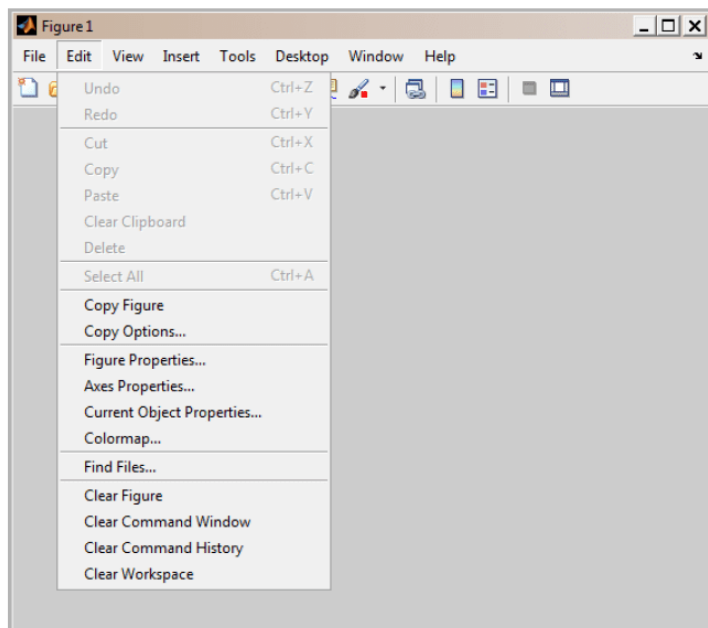 Figure 1
File Edit View Insert Tools Desktop Window Help
Undo Ctrl+Z
Redo Ctrl+Y
Cut Ctrl+X
Copy Ctrl+C
Paste Ctrl+V
Clear Clipboard
Delete
Select All Ctrl+A
Copy Figure
Copy Options...
Figure Properties...
Axes Properties...
Current Object Properties...
Colormap...
Find Files...
Clear Figure
Clear Command Window
Clear Command History
Clear Workspace